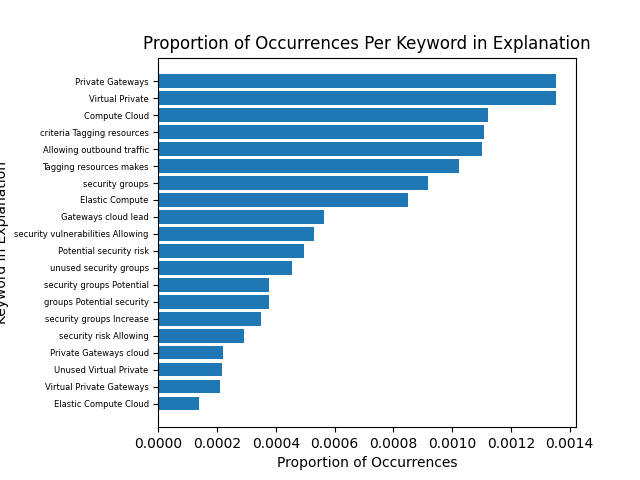 Proportion of Occurrences Per Keyword in Explanation
Private Gateways
Virtual Private
Compute Cloud
criteria Tagging resources
Allowing outbound traffic
Tagging resources makes
security groups
Elastic Compute
Gateways cloud lead
security vulnerabilities Allowing
Potential security risk
unused security groups
security groups Potential
groups Potential security
security groups Increase
security risk Allowing
Private Gateways cloud
Unused Virtual Private
Virtual Private Gateways
Elastic Compute Cloud
Keyword in Explanation
0.0000 0.0002 0.0004 0.0006 0.0008 0.0010 0.0012 0.0014
Proportion of Occurrences